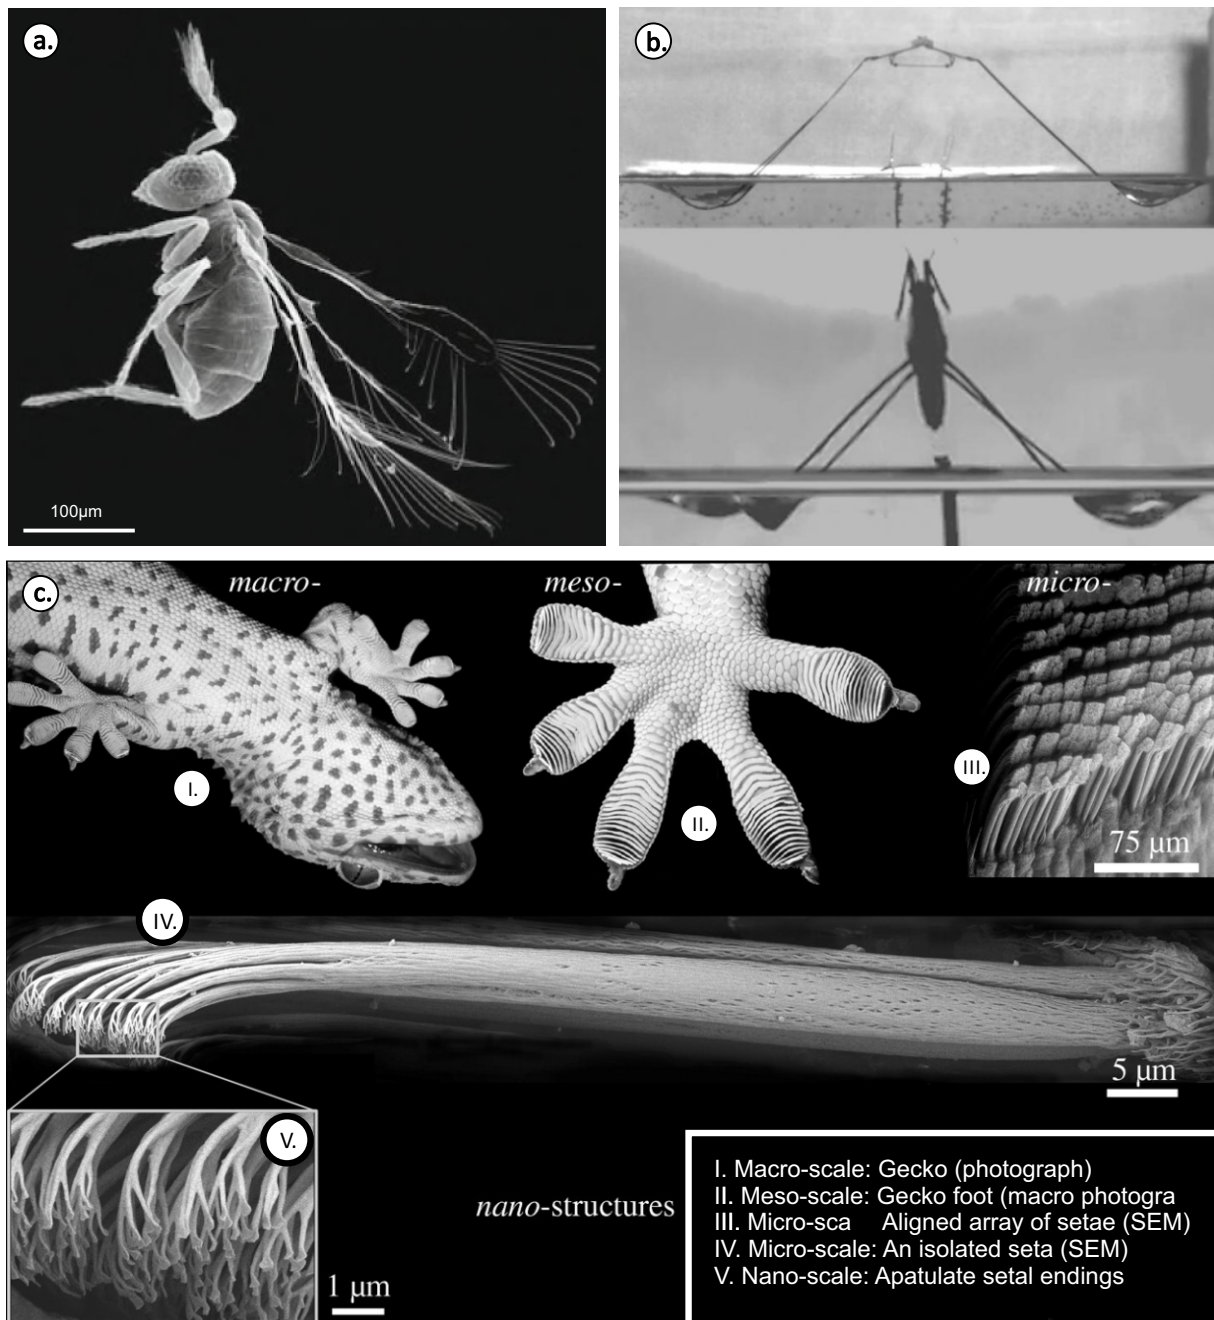 a.
b.
100µm
c.
macro-
meso-
micro-
I.
II.
III.
75 µm
IV.
5 µm
V.
nano-structures
1 µm
I. Macro-scale: Gecko (photograph)
II. Meso-scale: Gecko foot (macro photogra
III. Micro-sca Aligned array of setae (SEM)
IV. Micro-scale: An isolated seta (SEM)
V. Nano-scale: Apatulate setal endings